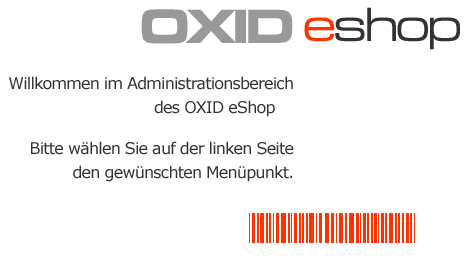 OXID eshop
Willkommen im Administrationsbereich
des OXID eShop
Bitte wählen Sie auf der linken Seite
den gewünschten Menüpunkt.